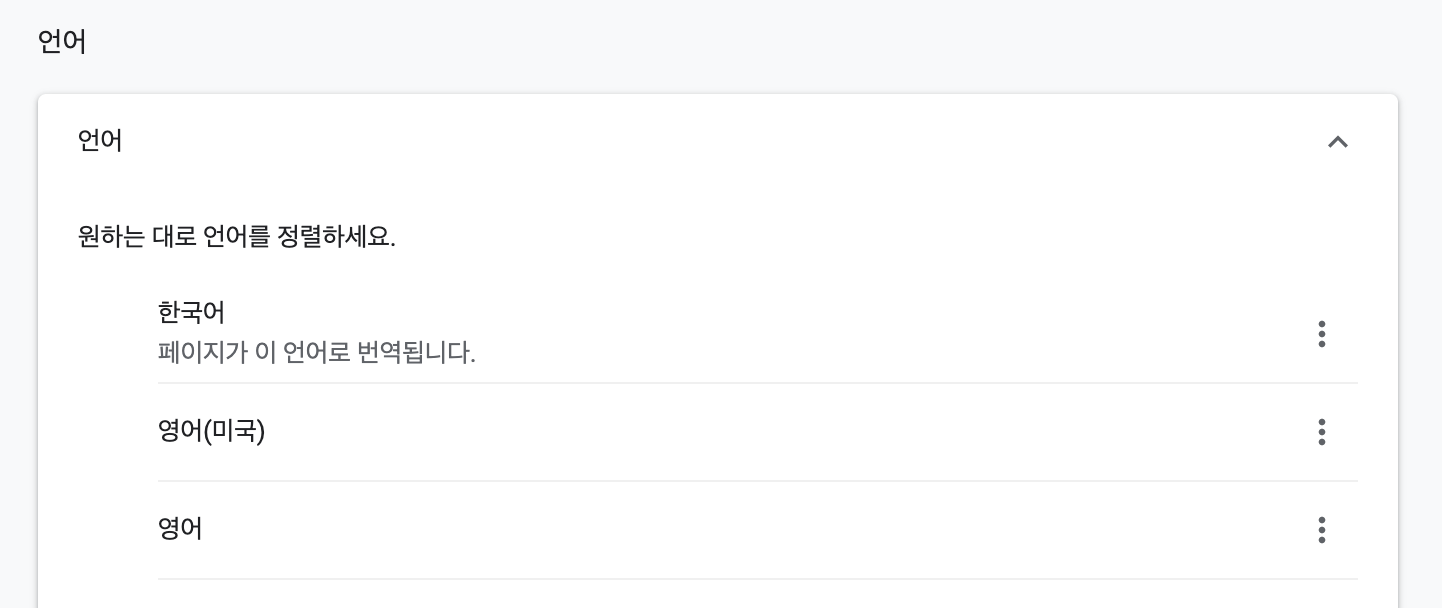 언어
언어
원하는 대로 언어를 정렬하세요.
한국어
페이지가 이 언어로 번역됩니다.
영어(미국)
영어